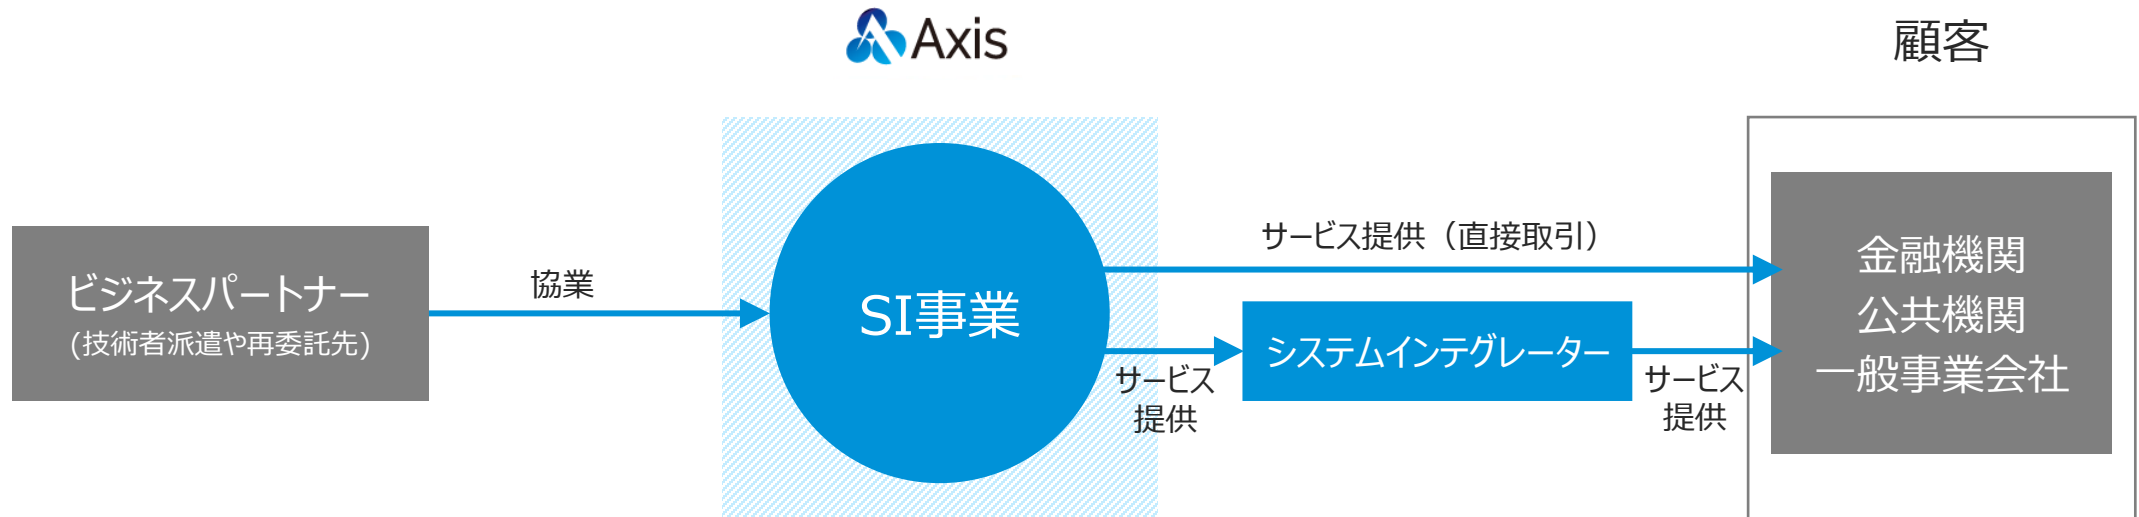 Axis
顧客
ビジネスパートナー
(技術者派遣や再委託先)
協業
SI事業
サービス提供（直接取引）
サービス
提供
システムインテグレーター
サービス
提供
金融機関
公共機関
一般事業会社